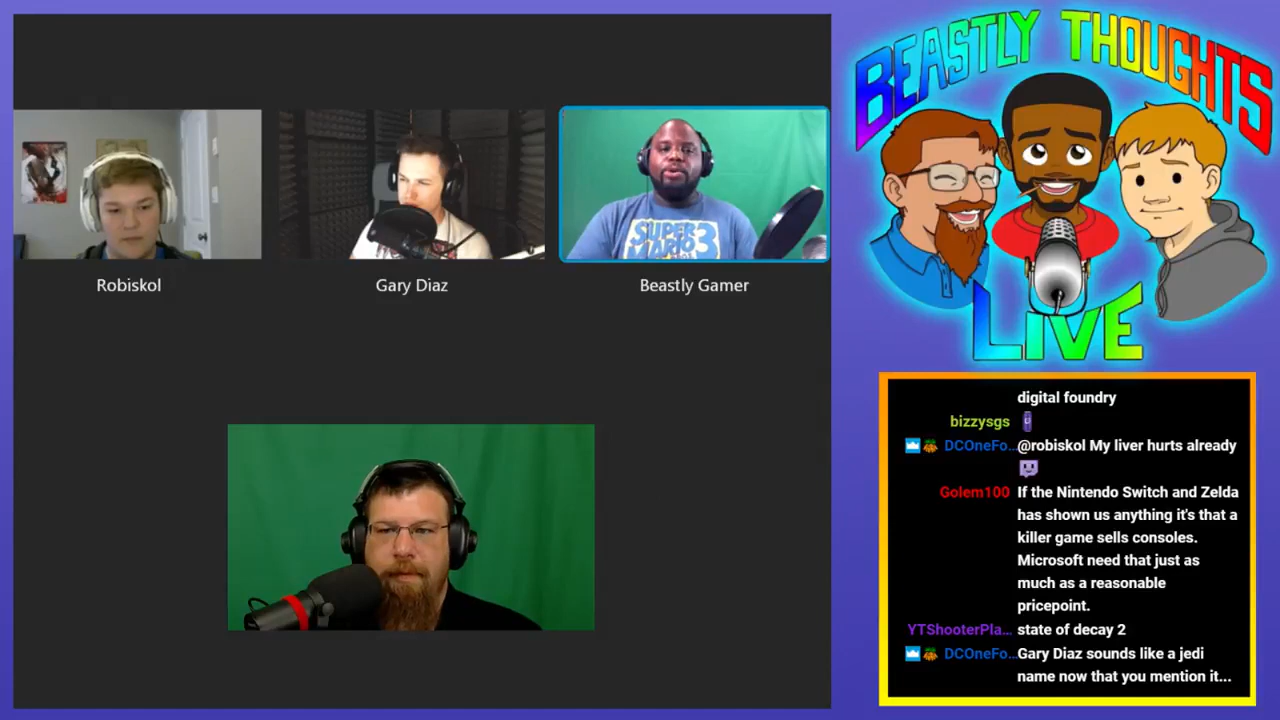 BEASTLY THOUGHTS
LIVE
Robiskol
Gary Diaz
Beastly Gamer
SUPER
MARIO
3
digital foundry
bizzysgs
DCOneFo... @robiskol My liver hurts already
Golem100 If the Nintendo Switch and Zelda
has shown us anything it's that a
killer game sells consoles.
Microsoft need that just as
much as a reasonable
pricepoint.
YTShooterPla... state of decay 2
DCOneFo... Gary Diaz sounds like a jedi
name now that you mention it...